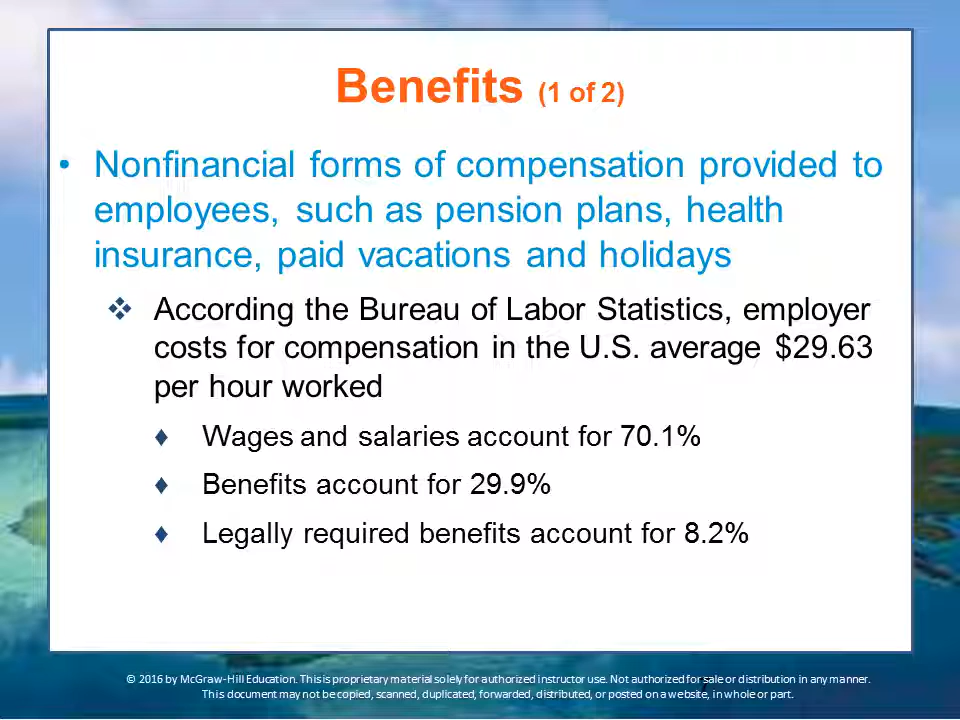 Benefits (1 of 2)
• Nonfinancial forms of compensation provided to
employees, such as pension plans, health
insurance, paid vacations and holidays
❖ According the Bureau of Labor Statistics, employer
costs for compensation in the U.S. average $29.63
per hour worked
♦ Wages and salaries account for 70.1%
♦ Benefits account for 29.9%
♦ Legally required benefits account for 8.2%
© 2016 by McGraw-Hill Education. This is proprietary material solely for authorized instructor use. Not authorized for sale or distribution in any manner.
This document may not be copied, scanned, duplicated, forwarded, distributed, or posted on a website, in whole or part.